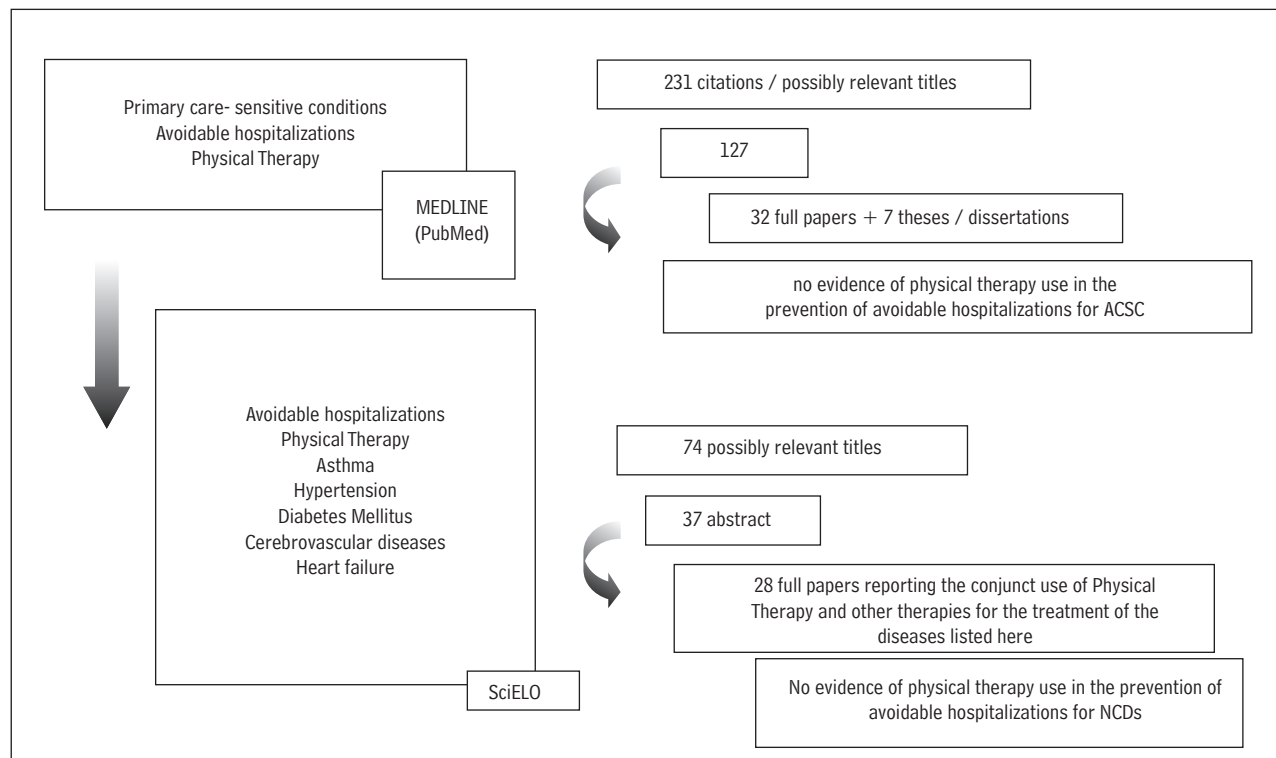 Primary care- sensitive conditions
Avoidable hospitalizations
Physical Therapy
MEDLINE
(PubMed)
231 citations / possibly relevant titles
127
32 full papers + 7 theses / dissertations
no evidence of physical therapy use in the
prevention of avoidable hospitalizations for ACSC
Avoidable hospitalizations
Physical Therapy
Asthma
Hypertension
Diabetes Mellitus
Cerebrovascular diseases
Heart failure
SciELO
74 possibly relevant titles
37 abstract
28 full papers reporting the conjunct use of Physical
Therapy and other therapies for the treatment of the
diseases listed here
No evidence of physical therapy use in the prevention of
avoidable hospitalizations for NCDs